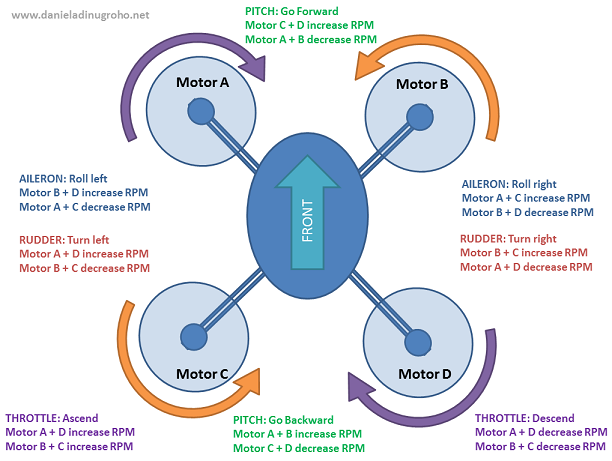 www.danieladinugroho.net
PITCH: Go Forward
Motor C + D increase RPM
Motor A + B decrease RPM
Motor A
Motor B
AILERON: Roll left
Motor B + D increase RPM
Motor A + C decrease RPM
AILERON: Roll right
Motor A + C increase RPM
Motor B + D decrease RPM
FRONT
RUDDER: Turn left
Motor A + D increase RPM
Motor B + C decrease RPM
RUDDER: Turn right
Motor B + C increase RPM
Motor A + D decrease RPM
Motor C
Motor D
THROTTLE: Ascend
Motor A + D increase RPM
Motor B + C increase RPM
PITCH: Go Backward
Motor A + B increase RPM
Motor C + D decrease RPM
THROTTLE: Descend
Motor A + D decrease RPM
Motor B + C decrease RPM